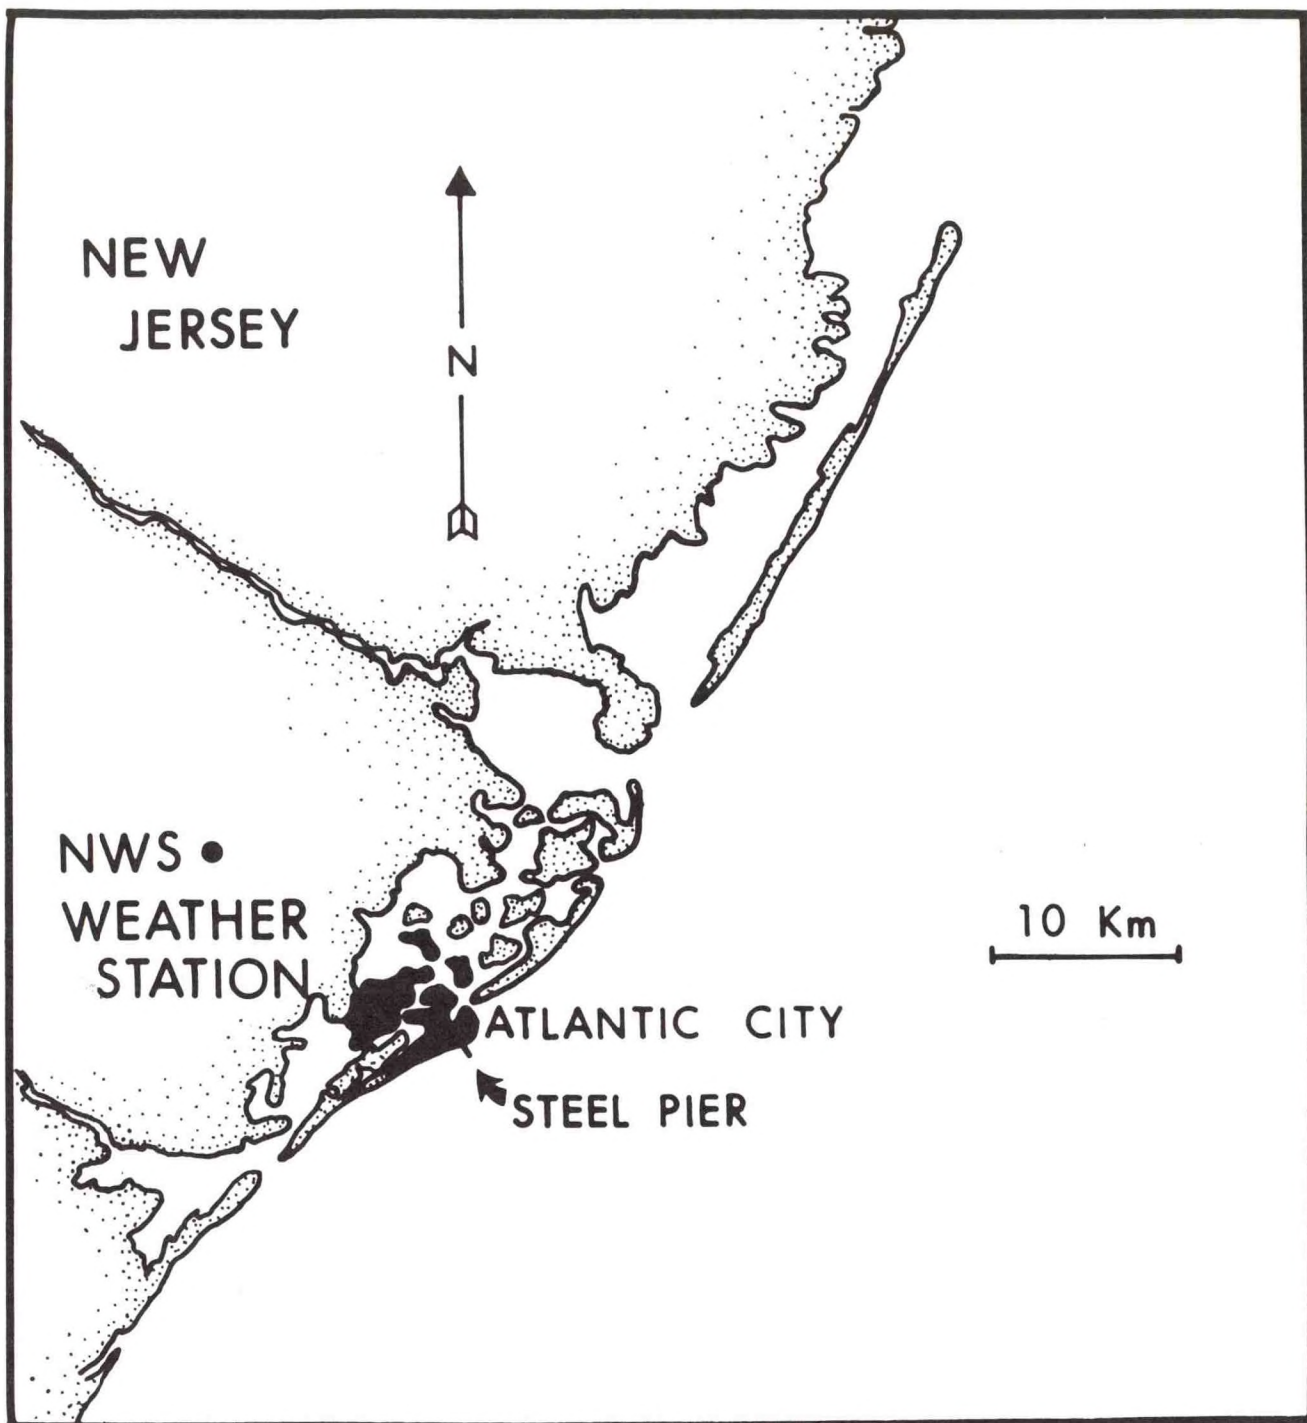 NEW
JERSEY
N
NWS
WEATHER
STATION
10 Km
ATLANTIC CITY
STEEL PIER